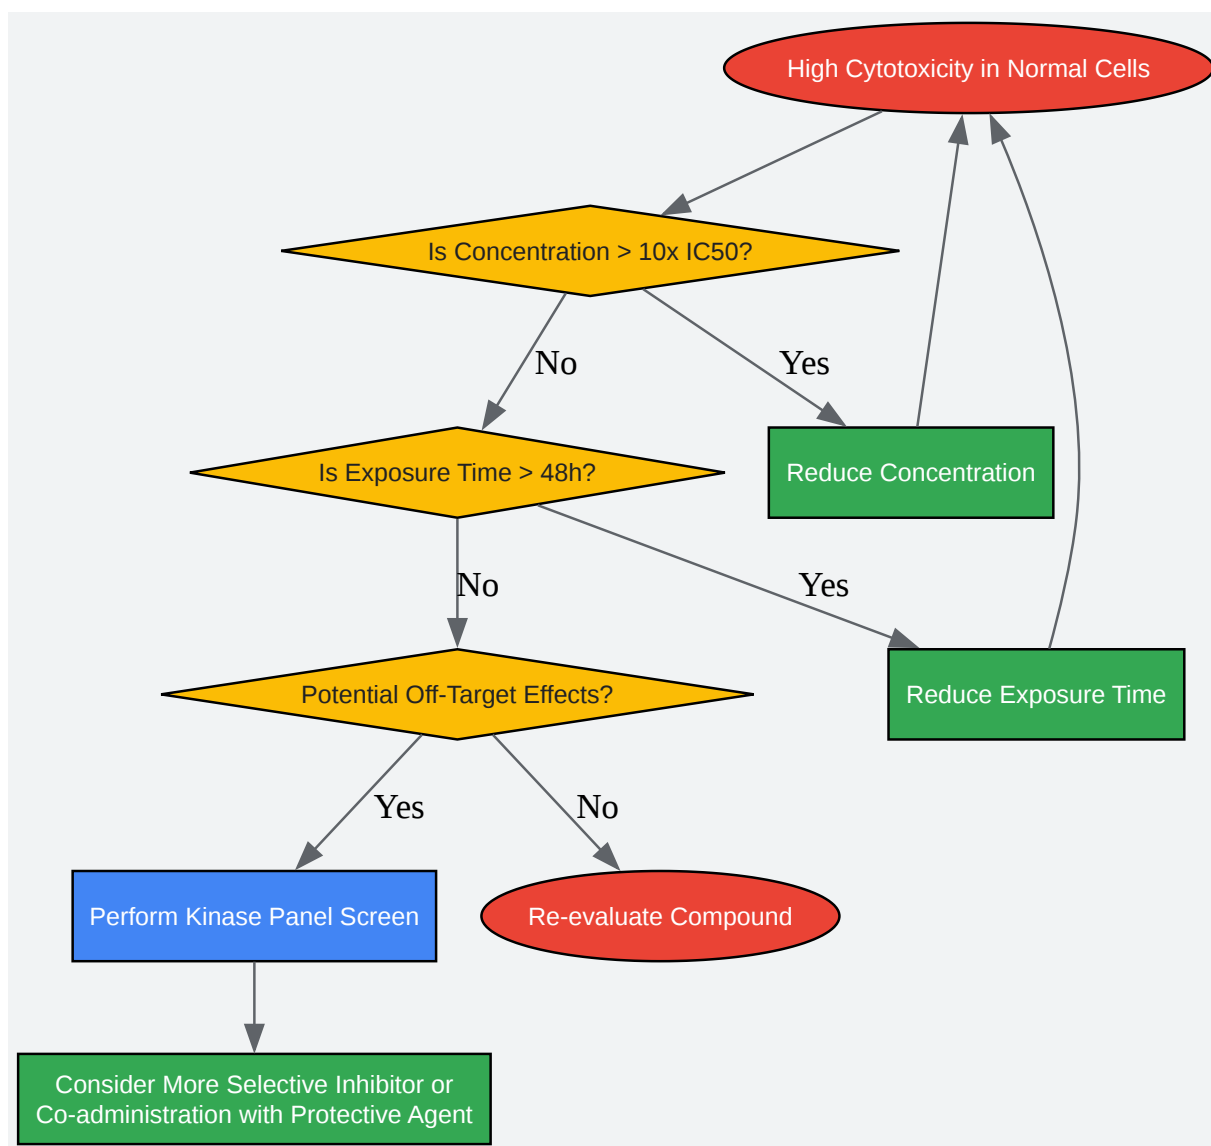 High Cytotoxicity in Normal Cells
Is Concentration > 10x IC50?
No
Yes
Is Exposure Time > 48h?
Reduce Concentration
No
Yes
Potential Off-Target Effects?
Reduce Exposure Time
Yes
No
Perform Kinase Panel Screen
Re-evaluate Compound
Consider More Selective Inhibitor or
Co-administration with Protective Agent